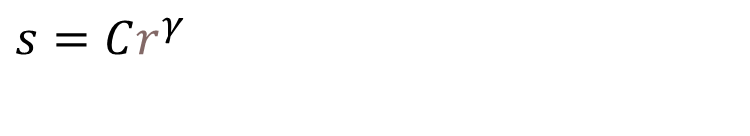 𝑠 = 𝐶𝑟^𝛾